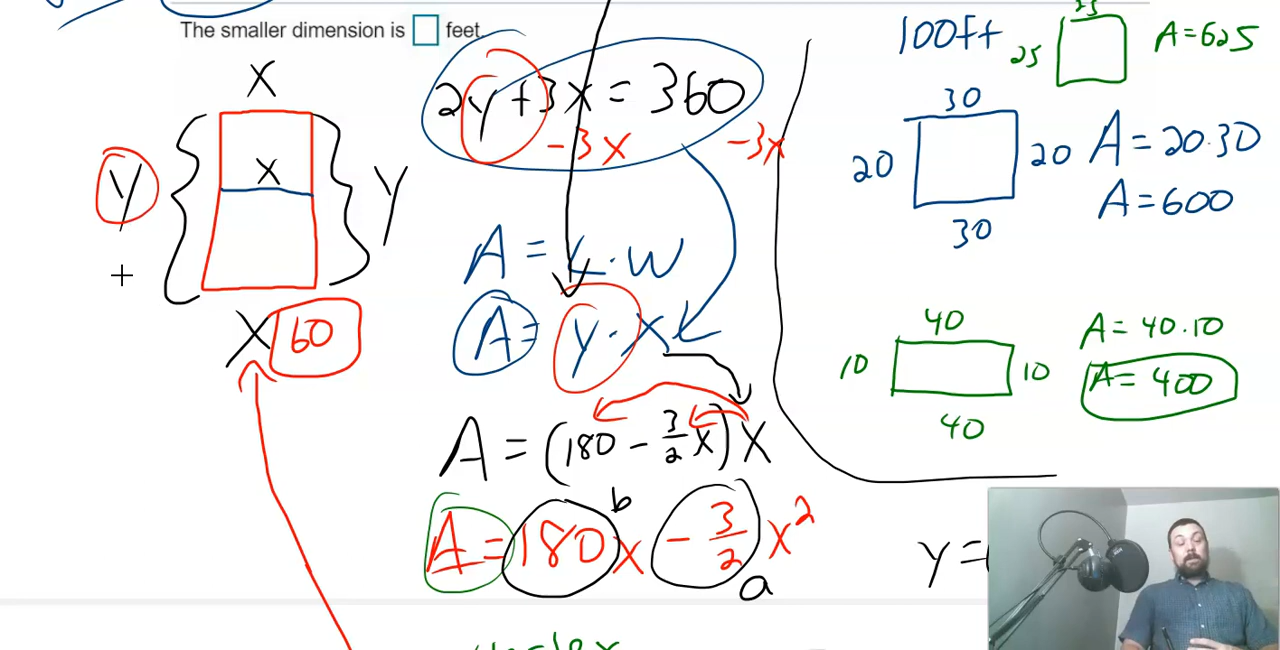 The smaller dimension is feet.
X
X
Y
Y
+
X 60
2y+3x = 360
-3x -3x
A = L · W
A = y · x
A = (180 - 3/2 x) x
b
A = 180x - 3/2 x²
a
100ft
25
25
A=625
30
20
20
30
A = 20·30
A = 600
40
10
10
40
A = 40·10
A = 400
y =